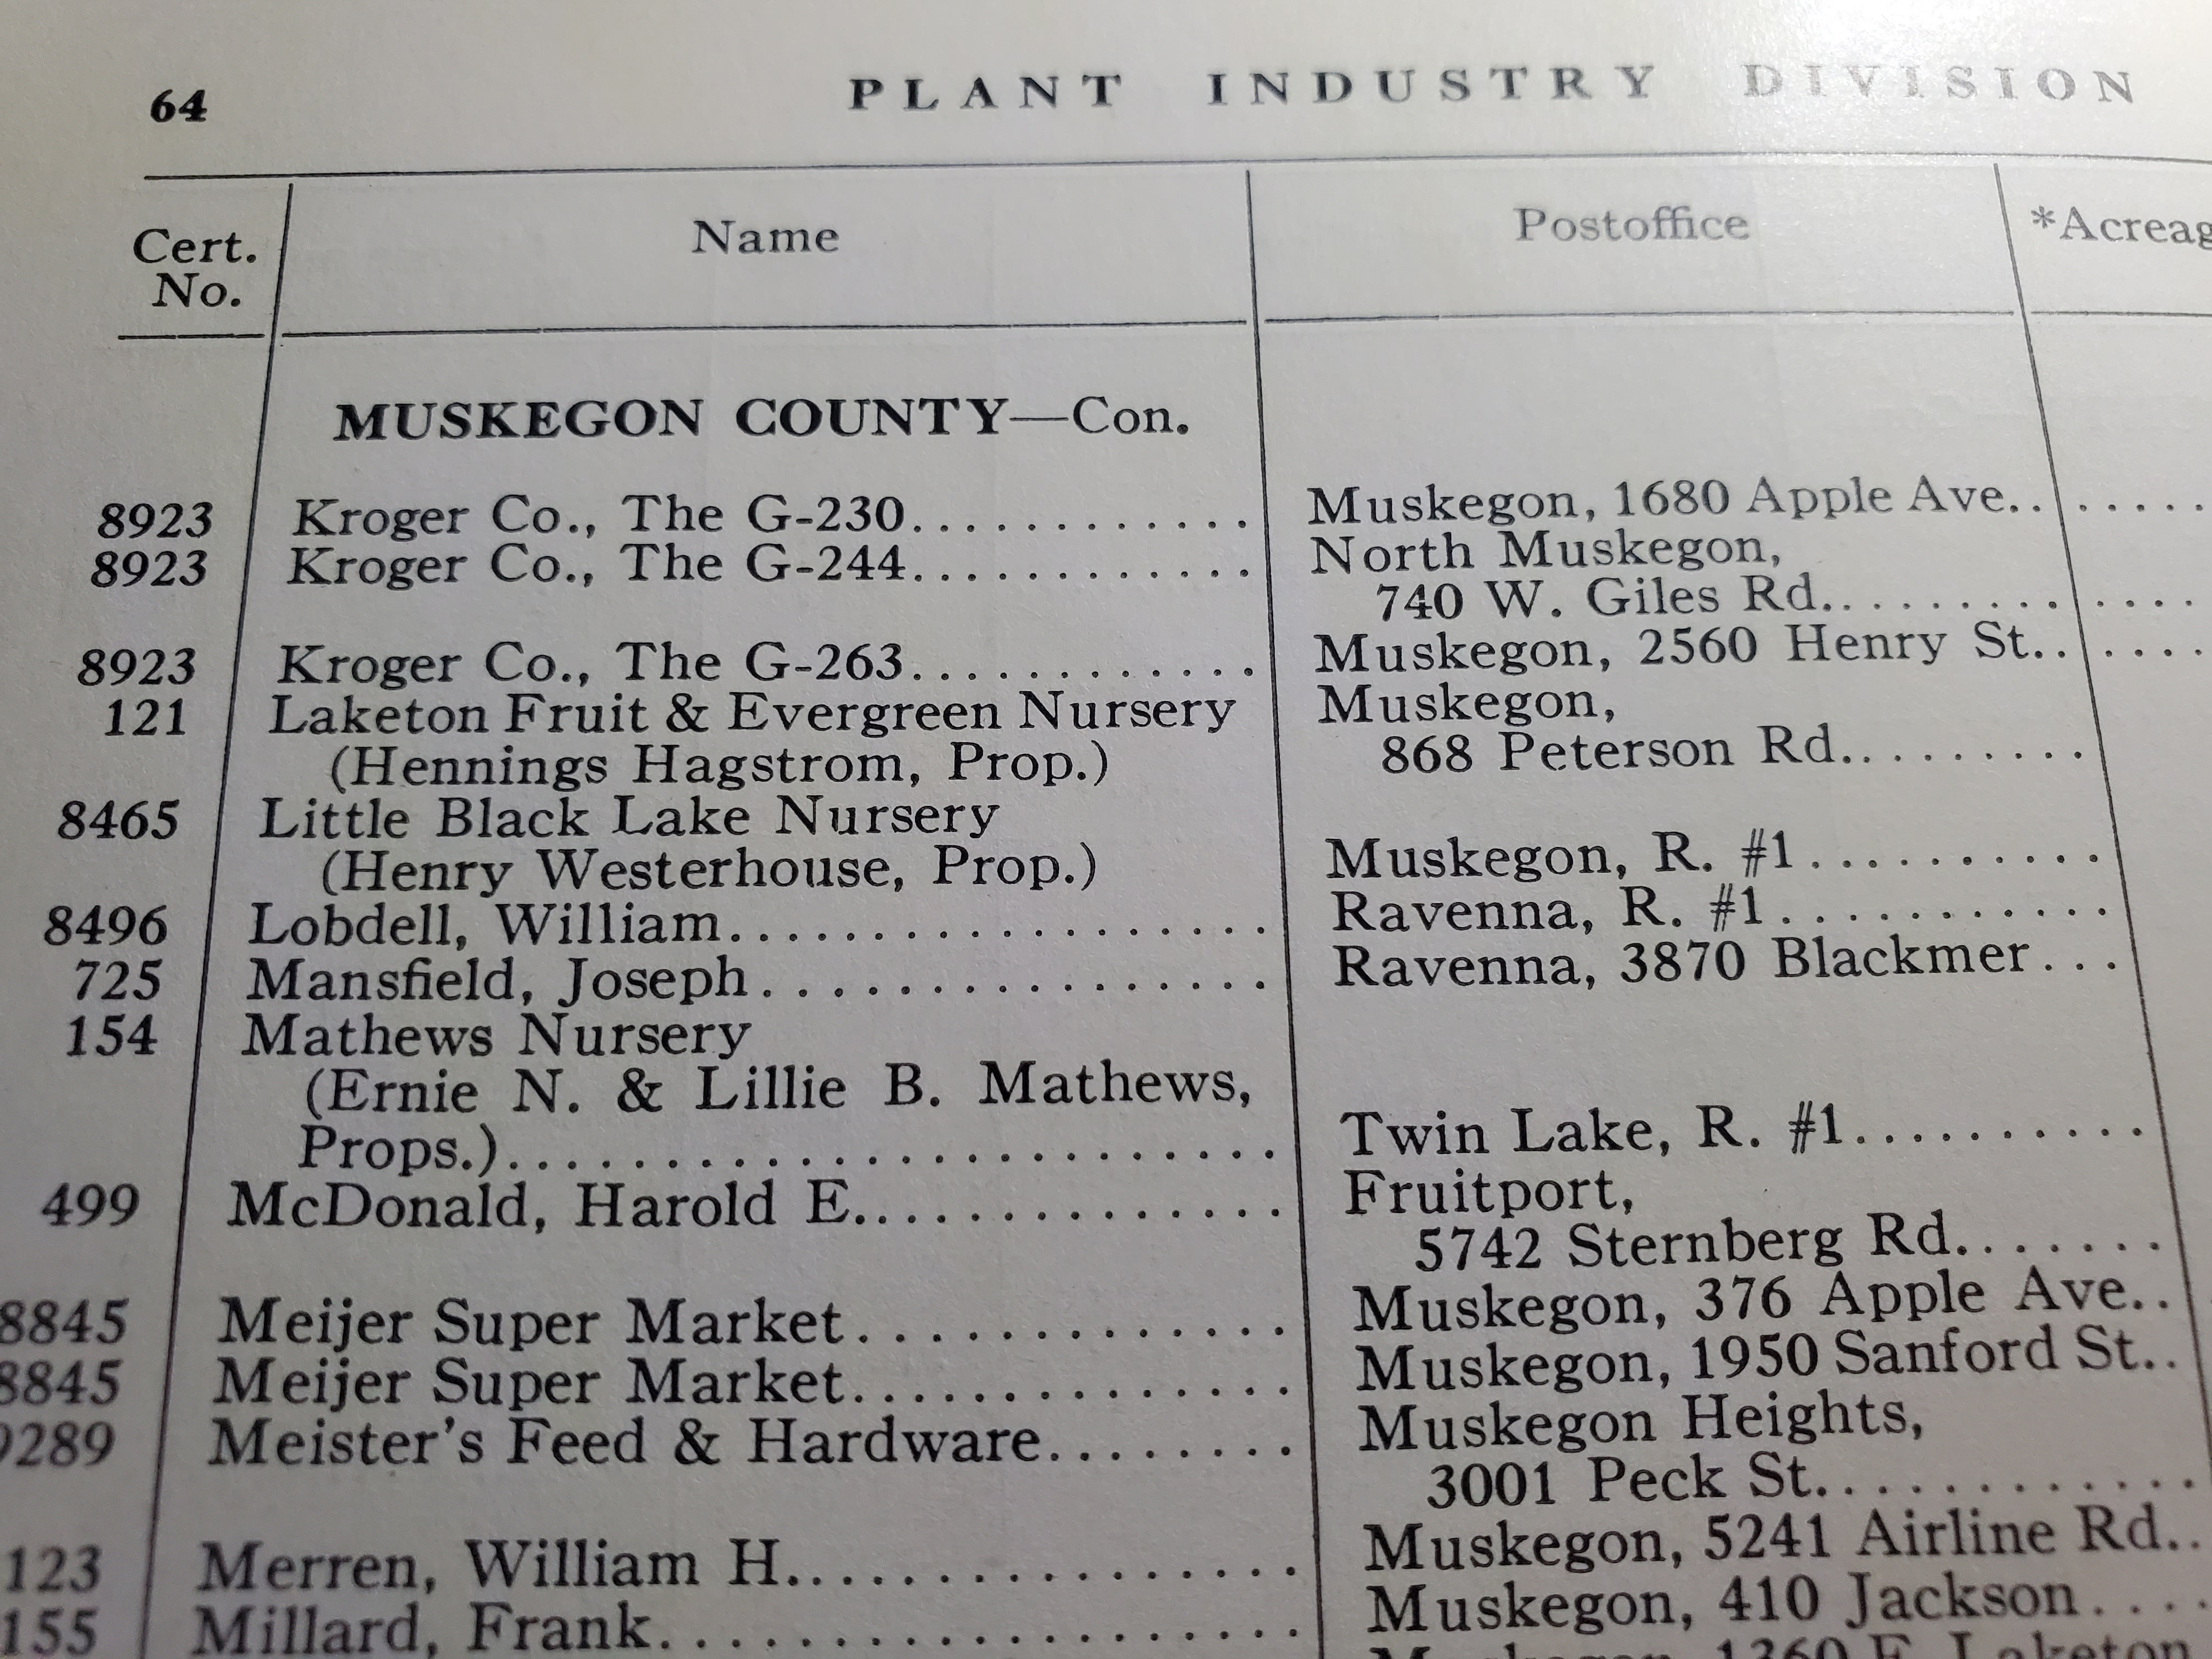 64 PLANT INDUSTRY DIVISION
Cert. No. Name Postoffice
MUSKEGON COUNTY—Con.
8923 Kroger Co., The G-230............. Muskegon, 1680 Apple Ave.......
8923 Kroger Co., The G-244............. North Muskegon,
740 W. Giles Rd..............
8923 Kroger Co., The G-263............. Muskegon, 2560 Henry St......
121 Laketon Fruit & Evergreen Nursery Muskegon,
(Hennings Hagstrom, Prop.) 868 Peterson Rd..........
8465 Little Black Lake Nursery
(Henry Westerhouse, Prop.) Muskegon, R. #1...........
8496 Lobdell, William.................... Ravenna, R. #1.............
725 Mansfield, Joseph................... Ravenna, 3870 Blackmer...
154 Mathews Nursery
(Ernie N. & Lillie B. Mathews,
Props.)............................. Twin Lake, R. #1...........
499 McDonald, Harold E................ Fruitport,
5742 Sternberg Rd........
8845 Meijer Super Market............... Muskegon, 376 Apple Ave..
8845 Meijer Super Market............... Muskegon, 1950 Sanford St..
9289 Meister's Feed & Hardware........ Muskegon Heights,
3001 Peck St.............
123 Merren, William H................. Muskegon, 5241 Airline Rd..
155 Millard, Frank..................... Muskegon, 410 Jackson....
1360 E. Laketon